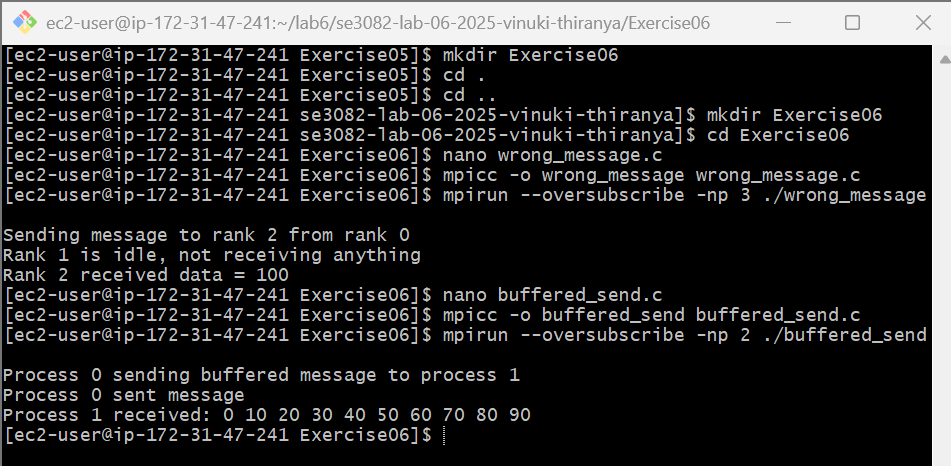 ec2-user@ip-172-31-47-241:~/lab6/se3082-lab-06-2025-vinuki-thiranya/Exercise06
[ec2-user@ip-172-31-47-241 Exercise05]$ mkdir Exercise06
[ec2-user@ip-172-31-47-241 Exercise05]$ cd .
[ec2-user@ip-172-31-47-241 Exercise05]$ cd ..
[ec2-user@ip-172-31-47-241 se3082-lab-06-2025-vinuki-thiranya]$ mkdir Exercise06
[ec2-user@ip-172-31-47-241 se3082-lab-06-2025-vinuki-thiranya]$ cd Exercise06
[ec2-user@ip-172-31-47-241 Exercise06]$ nano wrong_message.c
[ec2-user@ip-172-31-47-241 Exercise06]$ mpicc -o wrong_message wrong_message.c
[ec2-user@ip-172-31-47-241 Exercise06]$ mpirun --oversubscribe -np 3 ./wrong_message
Sending message to rank 2 from rank 0
Rank 1 is idle, not receiving anything
Rank 2 received data = 100
[ec2-user@ip-172-31-47-241 Exercise06]$ nano buffered_send.c
[ec2-user@ip-172-31-47-241 Exercise06]$ mpicc -o buffered_send buffered_send.c
[ec2-user@ip-172-31-47-241 Exercise06]$ mpirun --oversubscribe -np 2 ./buffered_send
Process 0 sending buffered message to process 1
Process 0 sent message
Process 1 received: 0 10 20 30 40 50 60 70 80 90
[ec2-user@ip-172-31-47-241 Exercise06]$